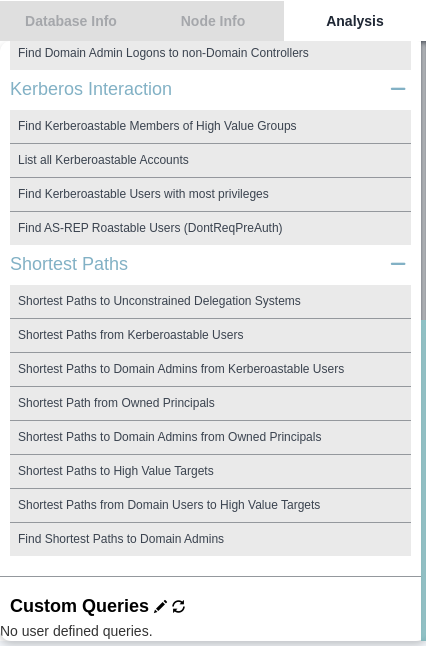 Database Info Node Info Analysis
Find Domain Admin Logons to non-Domain Controllers
Kerberos Interaction
Find Kerberoastable Members of High Value Groups
List all Kerberoastable Accounts
Find Kerberoastable Users with most privileges
Find AS-REP Roastable Users (DontReqPreAuth)
Shortest Paths
Shortest Paths to Unconstrained Delegation Systems
Shortest Paths from Kerberoastable Users
Shortest Paths to Domain Admins from Kerberoastable Users
Shortest Path from Owned Principals
Shortest Paths to Domain Admins from Owned Principals
Shortest Paths to High Value Targets
Shortest Paths from Domain Users to High Value Targets
Find Shortest Paths to Domain Admins
Custom Queries
No user defined queries.